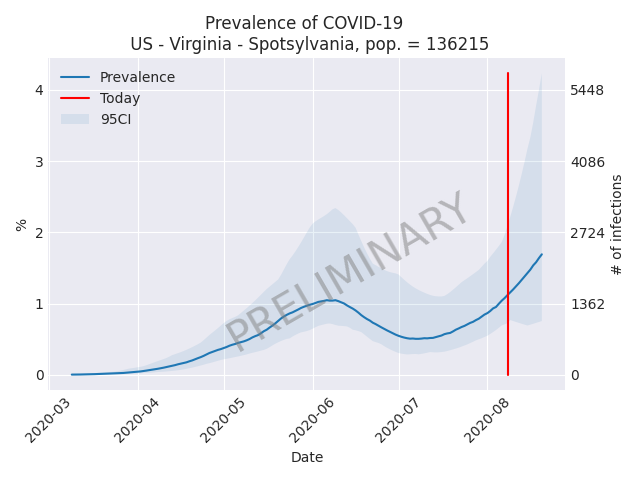 Prevalence of COVID-19
US - Virginia - Spotsylvania, pop. = 136215
Prevalence
Today
95CI
PRELIMINARY
%
4
3
2
1
0
5448
4086
2724
1362
0
# of infections
2020-03
2020-04
2020-05
2020-06
2020-07
2020-08
Date